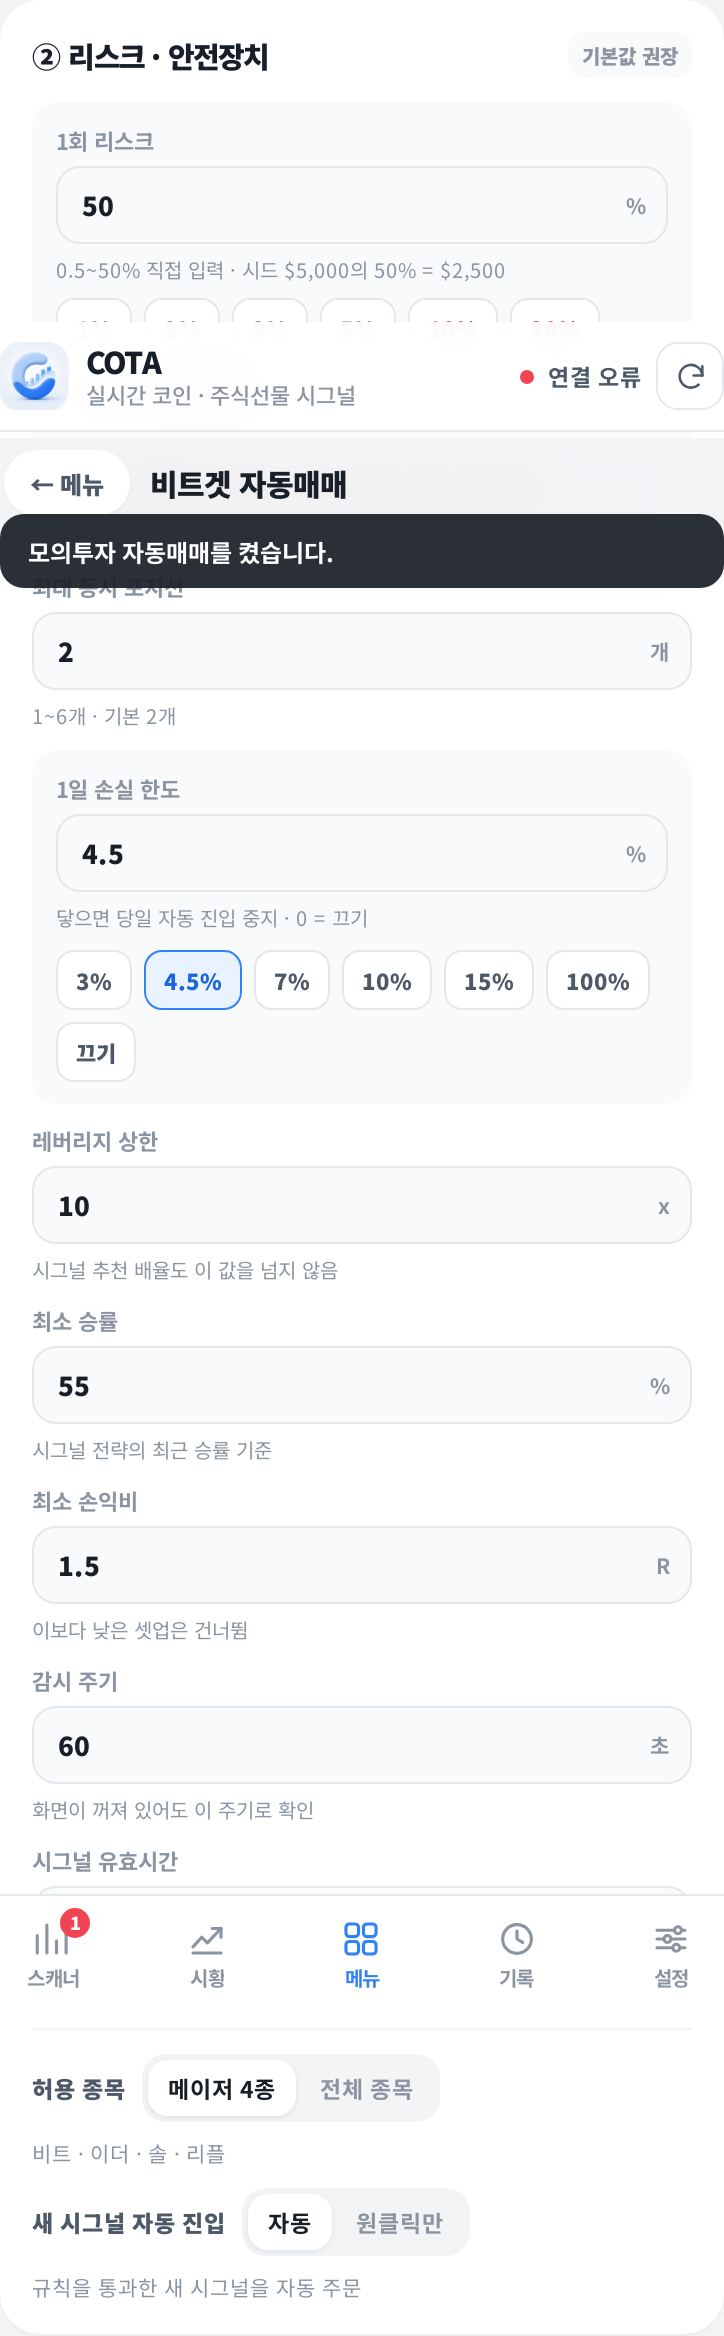 ② 리스크 · 안전장치
기본값 권장
1회 리스크
50 %
0.5~50% 직접 입력 · 시드 $5,000의 50% = $2,500
1% 2% 3% 5% 10% 20%
COTA
실시간 코인 · 주식선물 시그널
연결 오류
← 메뉴
비트겟 자동매매
모의투자 자동매매를 켰습니다.
최대 동시 포지션
2 개
1~6개 · 기본 2개
1일 손실 한도
4.5 %
닿으면 당일 자동 진입 중지 · 0 = 끄기
3% 4.5% 7% 10% 15% 100%
끄기
레버리지 상한
10 x
시그널 추천 배율도 이 값을 넘지 않음
최소 승률
55 %
시그널 전략의 최근 승률 기준
최소 손익비
1.5 R
이보다 낮은 셋업은 건너뜀
감시 주기
60 초
화면이 꺼져 있어도 이 주기로 확인
시그널 유효시간
1
스캐너 시황 메뉴 기록 설정
허용 종목 메이저 4종 전체 종목
비트 · 이더 · 솔 · 리플
새 시그널 자동 진입 자동 원클릭만
규칙을 통과한 새 시그널을 자동 주문